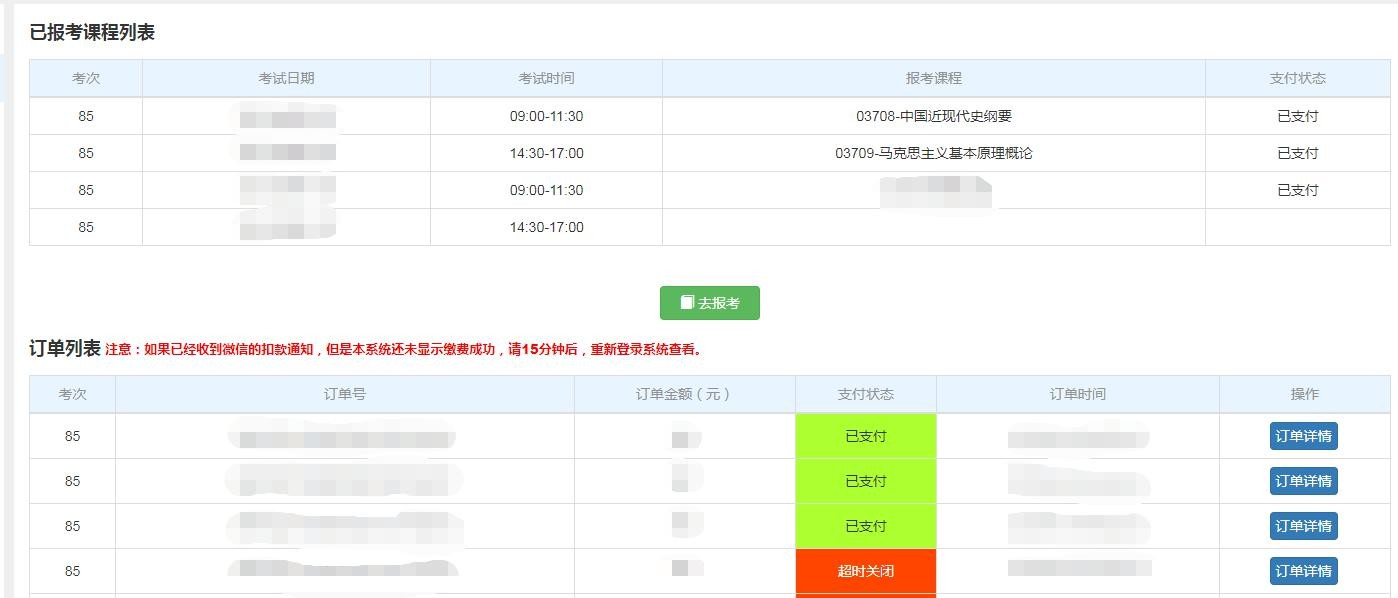 已报考课程列表
考次 考试日期 考试时间 报考课程 支付状态
85 09:00-11:30 03708-中国近现代史纲要 已支付
85 14:30-17:00 03709-马克思主义基本原理概论 已支付
85 09:00-11:30 已支付
85 14:30-17:00
去报考
订单列表 注意：如果已经收到微信的扣款通知，但是本系统还未显示缴费成功，请15分钟后，重新登录系统查看。
考次 订单号 订单金额（元） 支付状态 订单时间 操作
85 已支付 订单详情
85 已支付 订单详情
85 已支付 订单详情
85 超时关闭 订单详情